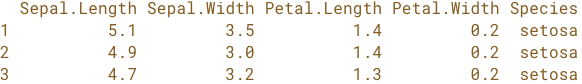 Sepal.Length Sepal.Width Petal.Length Petal.Width Species
1          5.1         3.5          1.4         0.2  setosa
2          4.9         3.0          1.4         0.2  setosa
3          4.7         3.2          1.3         0.2  setosa